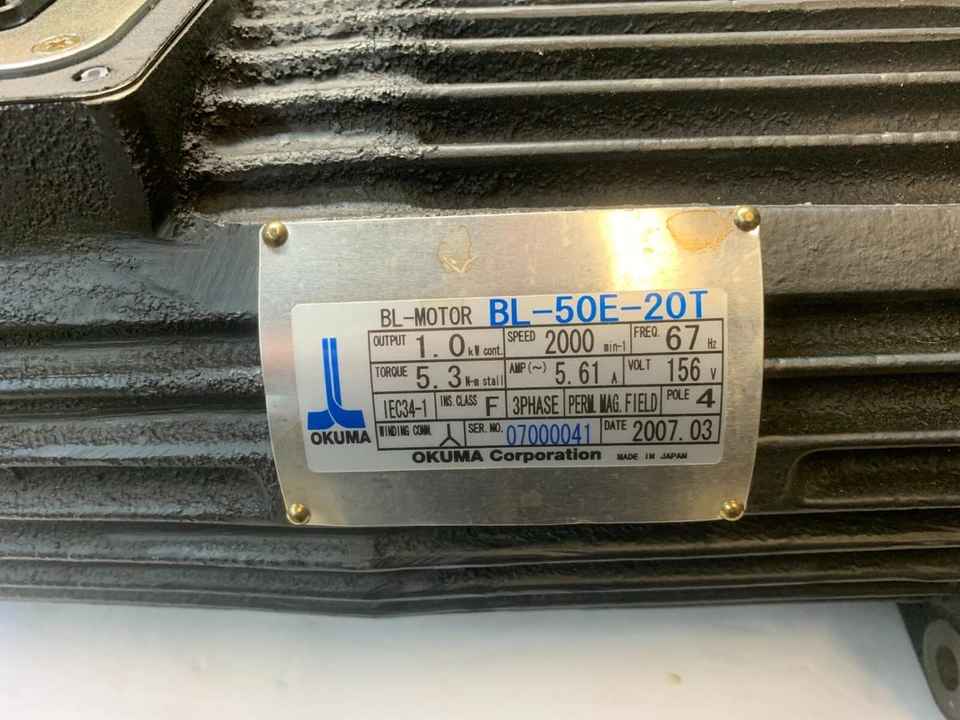 BL-MOTOR BL-50E-20T
OUTPUT 1.0 kW cont. SPEED 2000 min-1 FREQ. 67 Hz
TORQUE 5.3 N-m stall AMP(~) 5.61 A VOLT 156 V
IEC34-1 INS.CLASS F 3PHASE PERM. MAG. FIELD POLE 4
WINDING CONN. SER. NO. 07000041 DATE 2007.03
OKUMA
OKUMA Corporation MADE IN JAPAN